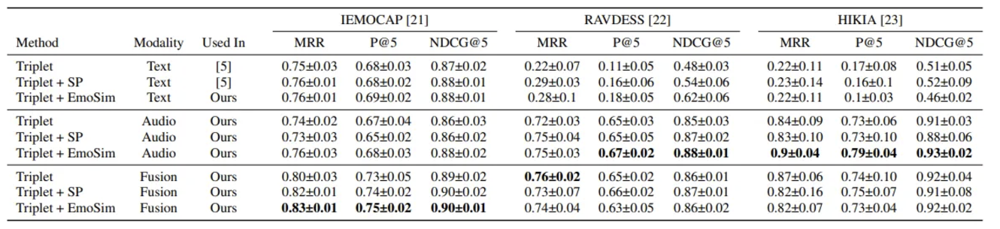 IEMOCAP [21] RAVDESS [22] HIKIA [23]
Method Modality Used In MRR P@5 NDCG@5 MRR P@5 NDCG@5 MRR P@5 NDCG@5
Triplet Text [5] 0.75±0.03 0.68±0.03 0.87±0.02 0.22±0.07 0.11±0.05 0.48±0.03 0.22±0.11 0.17±0.08 0.51±0.05
Triplet + SP Text [5] 0.76±0.01 0.68±0.02 0.88±0.01 0.29±0.03 0.16±0.06 0.54±0.06 0.23±0.14 0.16±0.1 0.52±0.09
Triplet + EmoSim Text Ours 0.76±0.01 0.69±0.02 0.88±0.01 0.28±0.1 0.18±0.05 0.62±0.06 0.22±0.11 0.1±0.03 0.46±0.02
Triplet Audio Ours 0.74±0.02 0.67±0.04 0.86±0.03 0.72±0.03 0.65±0.03 0.85±0.03 0.84±0.09 0.73±0.06 0.91±0.03
Triplet + SP Audio Ours 0.73±0.03 0.65±0.02 0.86±0.02 0.75±0.04 0.65±0.05 0.87±0.02 0.83±0.10 0.73±0.10 0.88±0.06
Triplet + EmoSim Audio Ours 0.76±0.03 0.68±0.03 0.88±0.02 0.75±0.03 0.67±0.02 0.88±0.01 0.9±0.04 0.79±0.04 0.93±0.02
Triplet Fusion Ours 0.80±0.03 0.73±0.05 0.89±0.02 0.76±0.02 0.65±0.02 0.86±0.01 0.87±0.06 0.74±0.10 0.92±0.04
Triplet + SP Fusion Ours 0.82±0.01 0.74±0.02 0.90±0.02 0.73±0.07 0.66±0.02 0.87±0.01 0.82±0.16 0.75±0.07 0.91±0.08
Triplet + EmoSim Fusion Ours 0.83±0.01 0.75±0.02 0.90±0.01 0.74±0.04 0.63±0.05 0.86±0.02 0.82±0.07 0.73±0.04 0.92±0.02